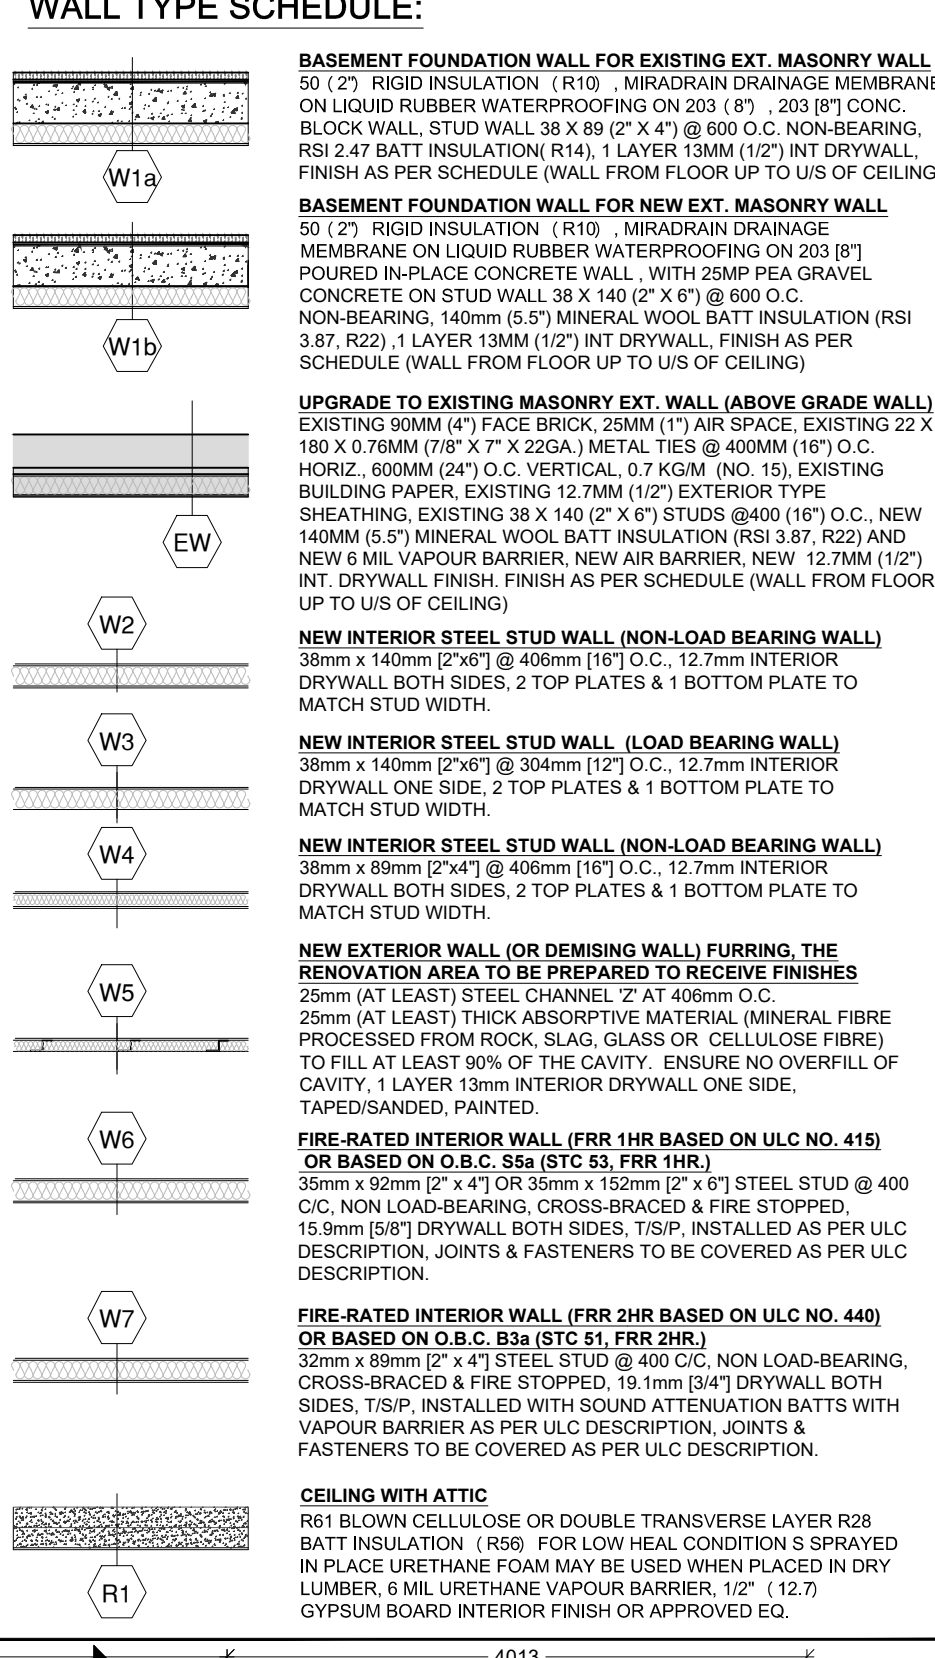 WALL TYPE SCHEDULE:
BASEMENT FOUNDATION WALL FOR EXISTING EXT. MASONRY WALL
50 (2") RIGID INSULATION (R10) , MIRADRAIN DRAINAGE MEMBRANE
ON LIQUID RUBBER WATERPROOFING ON 203 (8") , 203 [8"] CONC.
BLOCK WALL, STUD WALL 38 X 89 (2" X 4") @ 600 O.C. NON-BEARING,
RSI 2.47 BATT INSULATION( R14), 1 LAYER 13MM (1/2") INT DRYWALL,
FINISH AS PER SCHEDULE (WALL FROM FLOOR UP TO U/S OF CEILING
W1a
BASEMENT FOUNDATION WALL FOR NEW EXT. MASONRY WALL
50 (2") RIGID INSULATION (R10) , MIRADRAIN DRAINAGE
MEMBRANE ON LIQUID RUBBER WATERPROOFING ON 203 [8"]
POURED IN-PLACE CONCRETE WALL , WITH 25MP PEA GRAVEL
CONCRETE ON STUD WALL 38 X 140 (2" X 6") @ 600 O.C.
NON-BEARING, 140mm (5.5") MINERAL WOOL BATT INSULATION (RSI
3.87, R22) ,1 LAYER 13MM (1/2") INT DRYWALL, FINISH AS PER
SCHEDULE (WALL FROM FLOOR UP TO U/S OF CEILING)
W1b
UPGRADE TO EXISTING MASONRY EXT. WALL (ABOVE GRADE WALL)
EXISTING 90MM (4") FACE BRICK, 25MM (1") AIR SPACE, EXISTING 22 X
180 X 0.76MM (7/8" X 7" X 22GA.) METAL TIES @ 400MM (16") O.C.
HORIZ., 600MM (24") O.C. VERTICAL, 0.7 KG/M (NO. 15), EXISTING
BUILDING PAPER, EXISTING 12.7MM (1/2") EXTERIOR TYPE
SHEATHING, EXISTING 38 X 140 (2" X 6") STUDS @400 (16") O.C., NEW
140MM (5.5") MINERAL WOOL BATT INSULATION (RSI 3.87, R22) AND
NEW 6 MIL VAPOUR BARRIER, NEW AIR BARRIER, NEW 12.7MM (1/2")
INT. DRYWALL FINISH. FINISH AS PER SCHEDULE (WALL FROM FLOOR
UP TO U/S OF CEILING)
EW
W2
NEW INTERIOR STEEL STUD WALL (NON-LOAD BEARING WALL)
38mm x 140mm [2"x6"] @ 406mm [16"] O.C., 12.7mm INTERIOR
DRYWALL BOTH SIDES, 2 TOP PLATES & 1 BOTTOM PLATE TO
MATCH STUD WIDTH.
W3
NEW INTERIOR STEEL STUD WALL (LOAD BEARING WALL)
38mm x 140mm [2"x6"] @ 304mm [12"] O.C., 12.7mm INTERIOR
DRYWALL ONE SIDE, 2 TOP PLATES & 1 BOTTOM PLATE TO
MATCH STUD WIDTH.
W4
NEW INTERIOR STEEL STUD WALL (NON-LOAD BEARING WALL)
38mm x 89mm [2"x4"] @ 406mm [16"] O.C., 12.7mm INTERIOR
DRYWALL BOTH SIDES, 2 TOP PLATES & 1 BOTTOM PLATE TO
MATCH STUD WIDTH.
W5
NEW EXTERIOR WALL (OR DEMISING WALL) FURRING, THE
RENOVATION AREA TO BE PREPARED TO RECEIVE FINISHES
25mm (AT LEAST) STEEL CHANNEL 'Z' AT 406mm O.C.
25mm (AT LEAST) THICK ABSORPTIVE MATERIAL (MINERAL FIBRE
PROCESSED FROM ROCK, SLAG, GLASS OR CELLULOSE FIBRE)
TO FILL AT LEAST 90% OF THE CAVITY. ENSURE NO OVERFILL OF
CAVITY, 1 LAYER 13mm INTERIOR DRYWALL ONE SIDE,
TAPED/SANDED, PAINTED.
W6
FIRE-RATED INTERIOR WALL (FRR 1HR BASED ON ULC NO. 415)
OR BASED ON O.B.C. S5a (STC 53, FRR 1HR.)
35mm x 92mm [2" x 4"] OR 35mm x 152mm [2" x 6"] STEEL STUD @ 400
C/C, NON LOAD-BEARING, CROSS-BRACED & FIRE STOPPED,
15.9mm [5/8"] DRYWALL BOTH SIDES, T/S/P, INSTALLED AS PER ULC
DESCRIPTION, JOINTS & FASTENERS TO BE COVERED AS PER ULC
DESCRIPTION.
W7
FIRE-RATED INTERIOR WALL (FRR 2HR BASED ON ULC NO. 440)
OR BASED ON O.B.C. B3a (STC 51, FRR 2HR.)
32mm x 89mm [2" x 4"] STEEL STUD @ 400 C/C, NON LOAD-BEARING,
CROSS-BRACED & FIRE STOPPED, 19.1mm [3/4"] DRYWALL BOTH
SIDES, T/S/P, INSTALLED WITH SOUND ATTENUATION BATTS WITH
VAPOUR BARRIER AS PER ULC DESCRIPTION, JOINTS &
FASTENERS TO BE COVERED AS PER ULC DESCRIPTION.
CEILING WITH ATTIC
R61 BLOWN CELLULOSE OR DOUBLE TRANSVERSE LAYER R28
BATT INSULATION (R56) FOR LOW HEAL CONDITION S SPRAYED
IN PLACE URETHANE FOAM MAY BE USED WHEN PLACED IN DRY
LUMBER, 6 MIL URETHANE VAPOUR BARRIER, 1/2" (12.7)
GYPSUM BOARD INTERIOR FINISH OR APPROVED EQ.
R1
4013